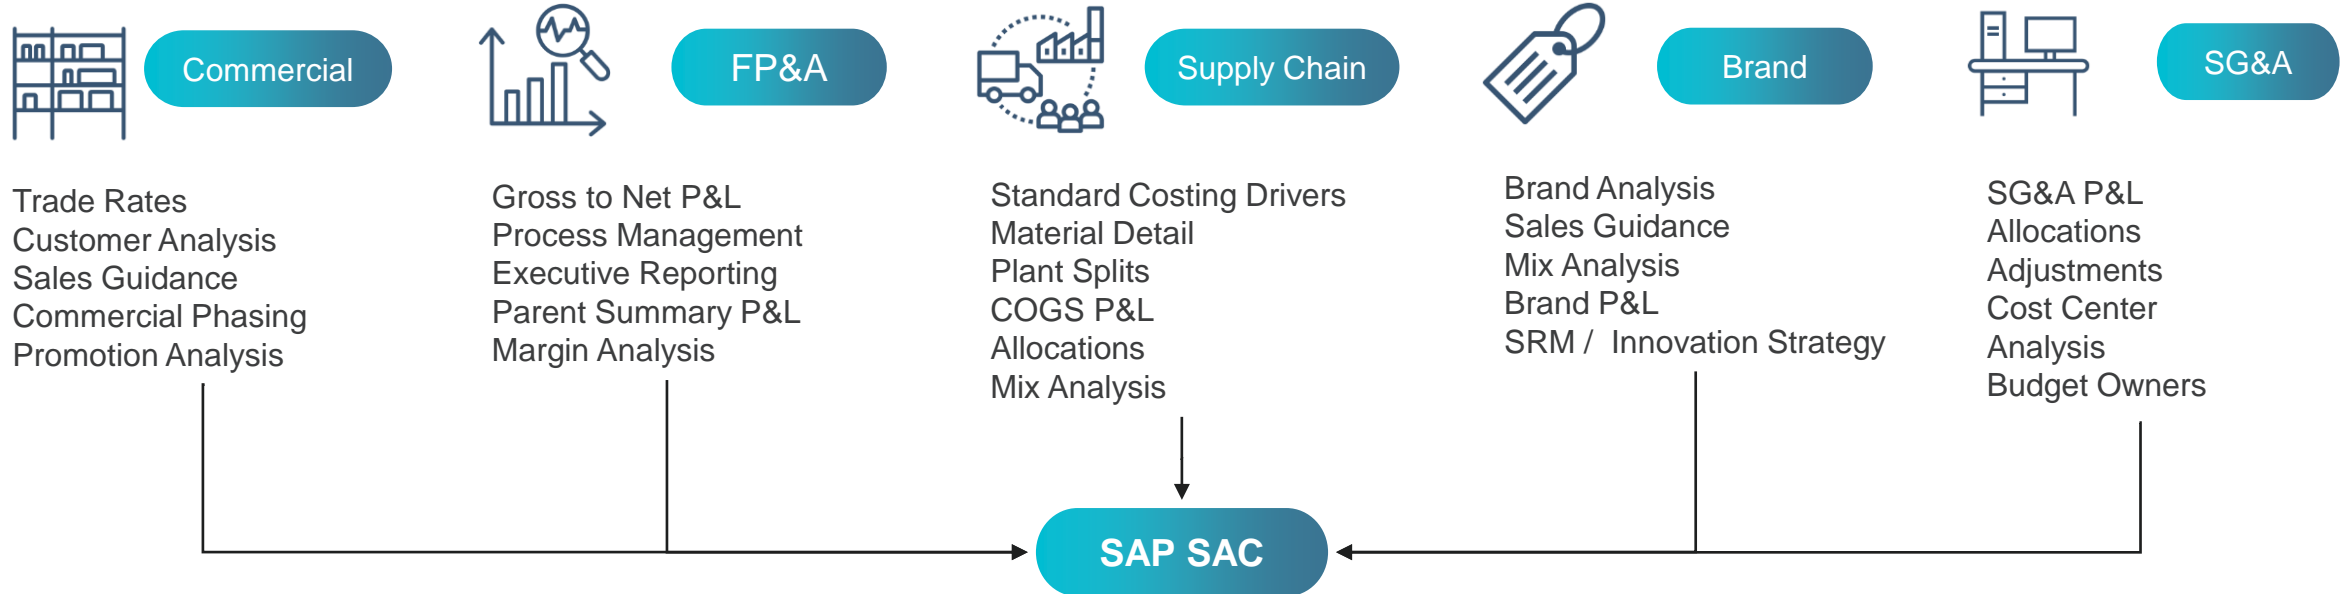 Commercial
Trade Rates
Customer Analysis
Sales Guidance
Commercial Phasing
Promotion Analysis
FP&A
Gross to Net P&L
Process Management
Executive Reporting
Parent Summary P&L
Margin Analysis
Supply Chain
Standard Costing Drivers
Material Detail
Plant Splits
COGS P&L
Allocations
Mix Analysis
Brand
Brand Analysis
Sales Guidance
Mix Analysis
Brand P&L
SRM / Innovation Strategy
SG&A
SG&A P&L
Allocations
Adjustments
Cost Center
Analysis
Budget Owners
SAP SAC